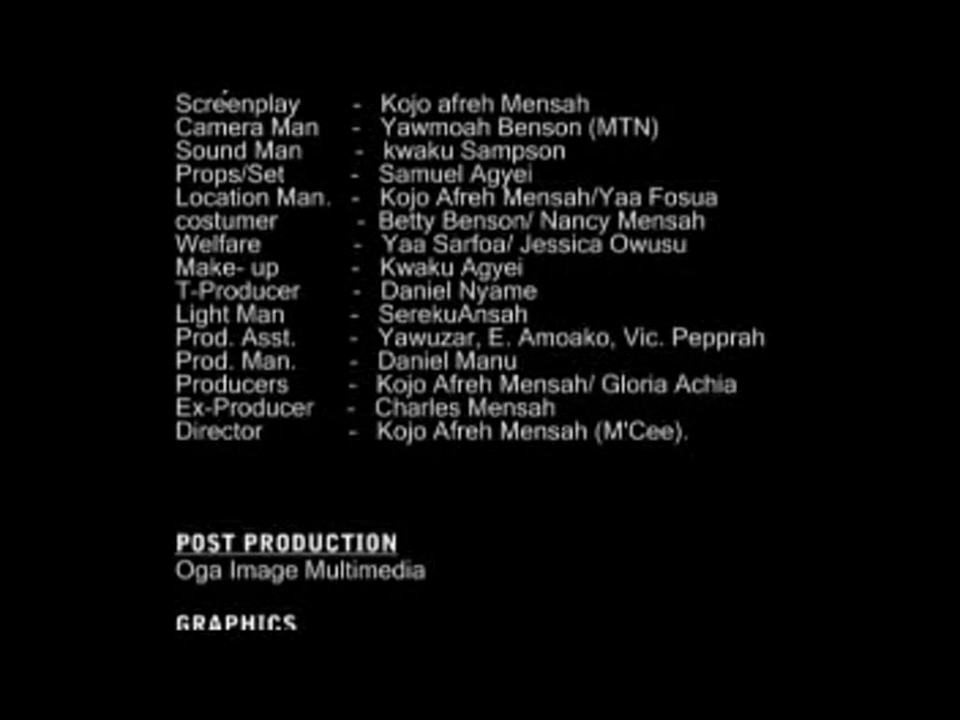 Screenplay - Kojo afreh Mensah
Camera Man - Yawmoah Benson (MTN)
Sound Man - kwaku Sampson
Props/Set - Samuel Agyei
Location Man. - Kojo Afreh Mensah/Yaa Fosua
costumer - Betty Benson/ Nancy Mensah
Welfare - Yaa Sarfoa/ Jessica Owusu
Make- up - Kwaku Agyei
T-Producer - Daniel Nyame
Light Man - SerekuAnsah
Prod. Asst. - Yawuzar, E. Amoako, Vic. Pepprah
Prod. Man. - Daniel Manu
Producers - Kojo Afreh Mensah/ Gloria Achia
Ex-Producer - Charles Mensah
Director - Kojo Afreh Mensah (M'Cee).
POST PRODUCTION
Oga Image Multimedia
GRAPHICS